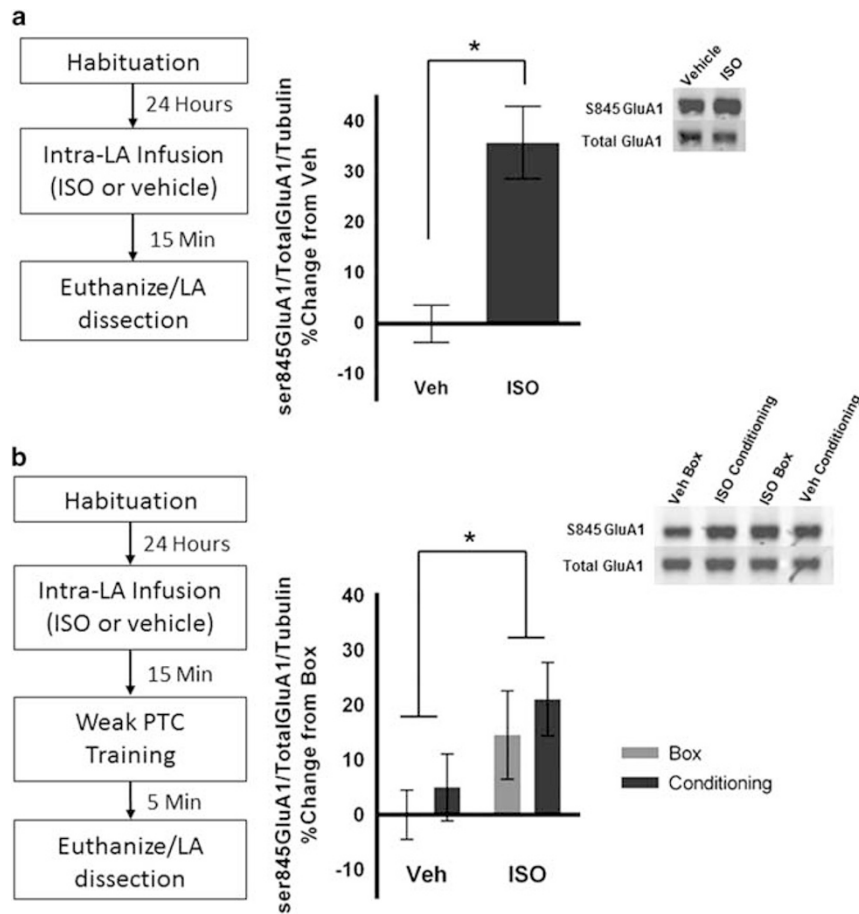 a
Habituation
24 Hours
Intra-LA Infusion
(ISO or vehicle)
15 Min
Euthanize/LA
dissection
ser845GluA1/TotalGluA1/Tubulin
%Change from Veh
40
30
20
10
0
-10
Veh ISO
*
Vehicle
ISO
S845 GluA1
Total GluA1
b
Habituation
24 Hours
Intra-LA Infusion
(ISO or vehicle)
15 Min
Weak PTC
Training
5 Min
Euthanize/LA
dissection
ser845GluA1/TotalGluA1/Tubulin
%Change from Box
40
30
20
10
0
-10
Veh ISO
*
Veh Box
ISO Conditioning
ISO Box
Veh Conditioning
S845 GluA1
Total GluA1
Box
Conditioning